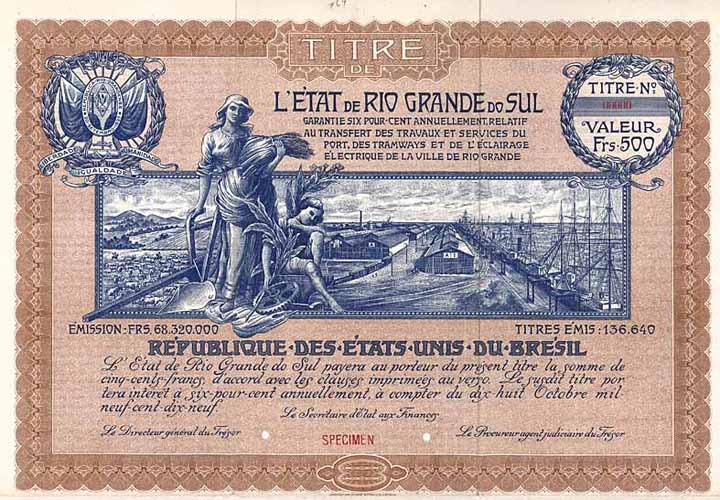 TITRE
DE
L'ÉTAT DE RIO GRANDE DO SUL
GARANTIE SIX POUR-CENT ANNUELLEMENT, RELATIF
AU TRANSFERT DES TRAVAUX ET SERVICES DU
PORT, DES TRAMWAYS ET DE L'ÉCLAIRAGE
ÉLECTRIQUE DE LA VILLE DE RIO GRANDE
TITRE·Nº
00000
VALEUR
Frs·500
IGUALDADE
EMISSION: FRS, 68.320.000
TITRES EMIS: 136.640
RÉPUBLIQUE·DES·ÉTATS·UNIS·DU·BRESIL
L'État de Rio Grande do Sul payera au porteur du présent titre la somme de
cinq-cents-francs, d'accord avec les clauses imprimées au verso. Le susdit titre por
tera intèrêt à six-pour-cent annuellement, à compter du dix huit Octobre mil
neuf-cent-dix-neuf.
Le Secrétaire d'État aux Finances
Le Directeur général du Trésor
SPECIMEN
Le Procureur agent judiciaire du Trésor